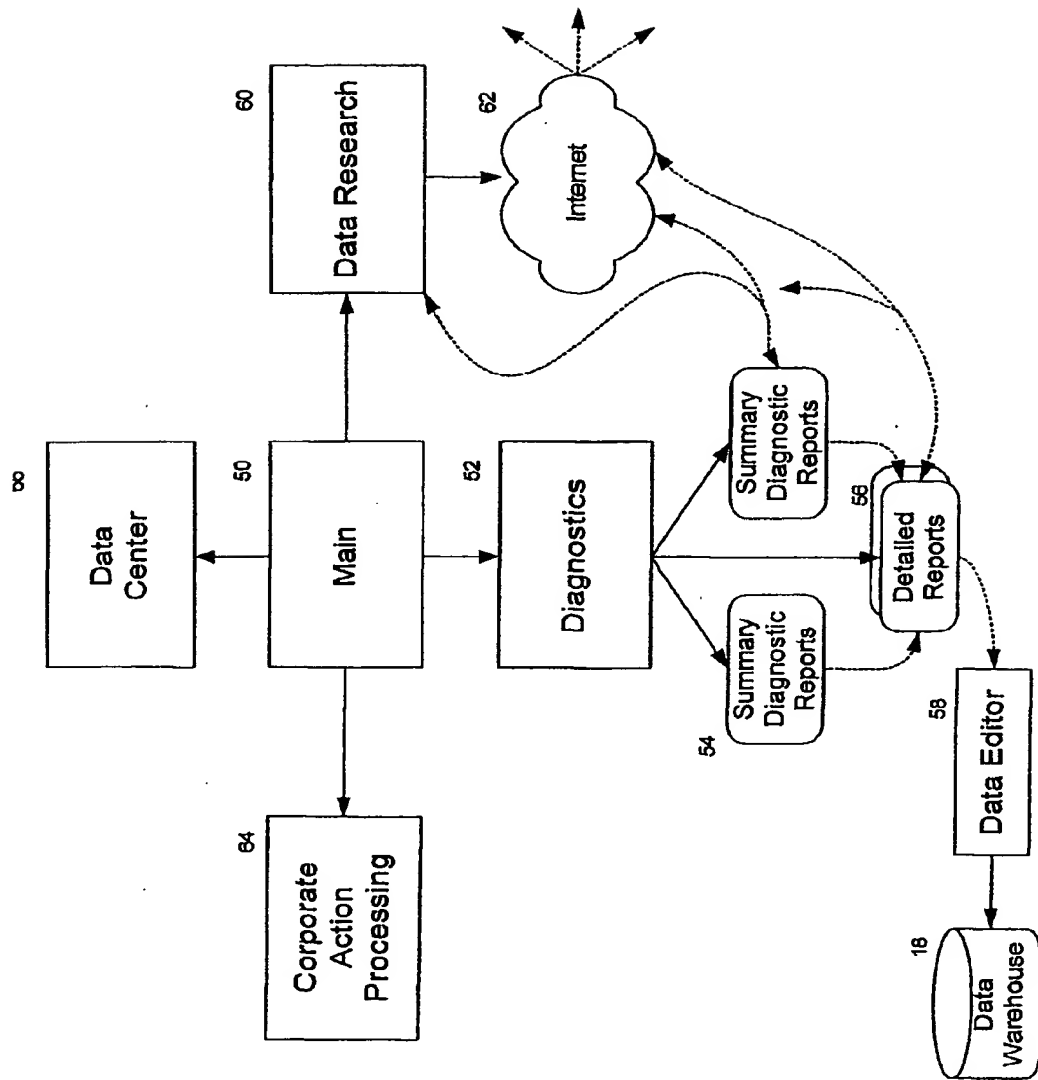 8
Data
Center
64
Corporate
Action
Processing
50
Main
60
Data Research
52
Diagnostics
62
Internet
54
Summary
Diagnostic
Reports
Summary
Diagnostic
Reports
56
Detailed
Reports
58
Data Editor
18
Data
Warehouse